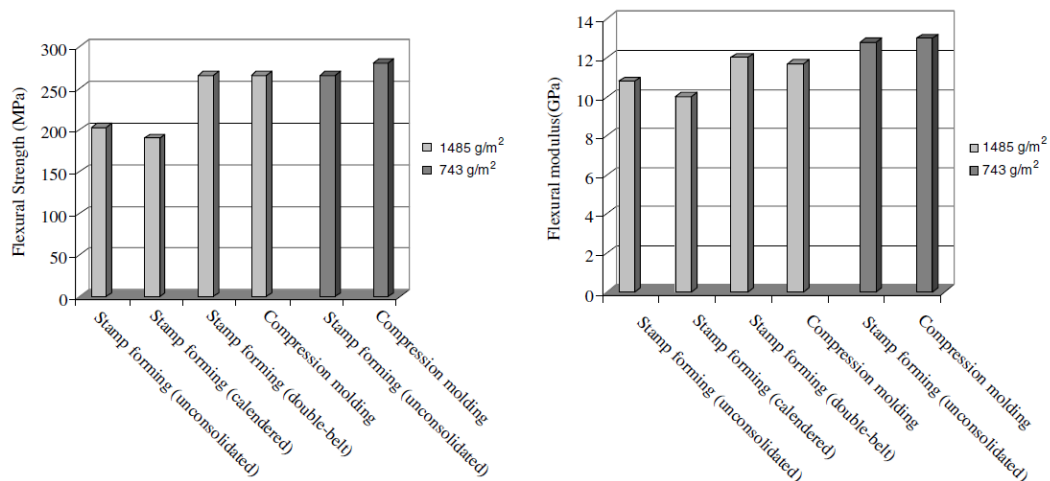 Flexural Strength (MPa)
300
250
200
150
100
50
0
Stamp forming (unconsolidated)
Stamp forming (calendered)
Stamp forming (double-belt)
Compression molding
Stamp forming (unconsolidated)
Compression molding
1485 g/m²
743 g/m²
Flexural modulus(GPa)
14
12
10
8
6
4
2
0
Stamp forming (unconsolidated)
Stamp forming (calendered)
Stamp forming (double-belt)
Compression molding
Stamp forming (unconsolidated)
Compression molding
1485 g/m²
743 g/m²